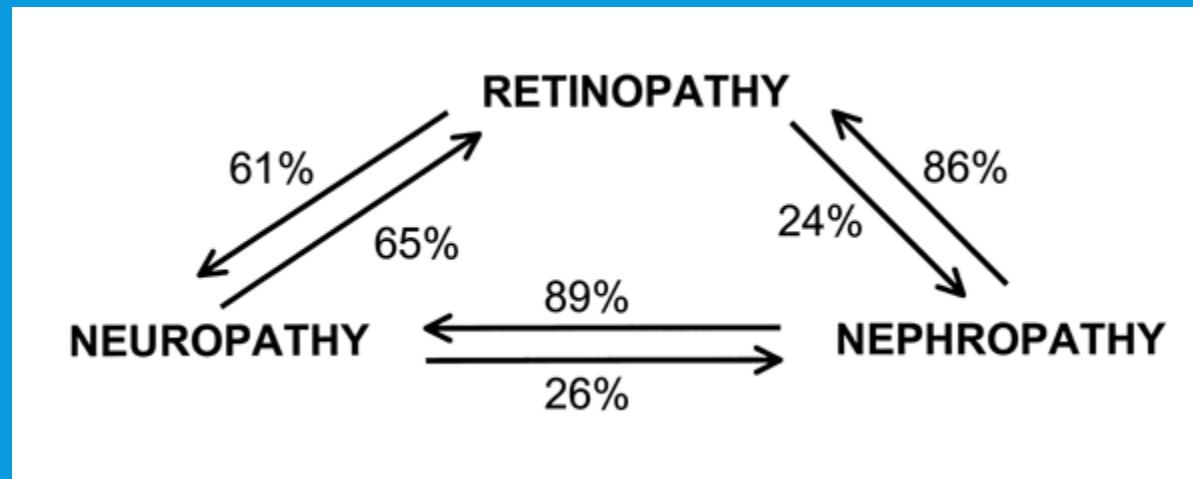 RETINOPATHY
61%
86%
24%
65%
89%
NEUROPATHY
NEPHROPATHY
26%